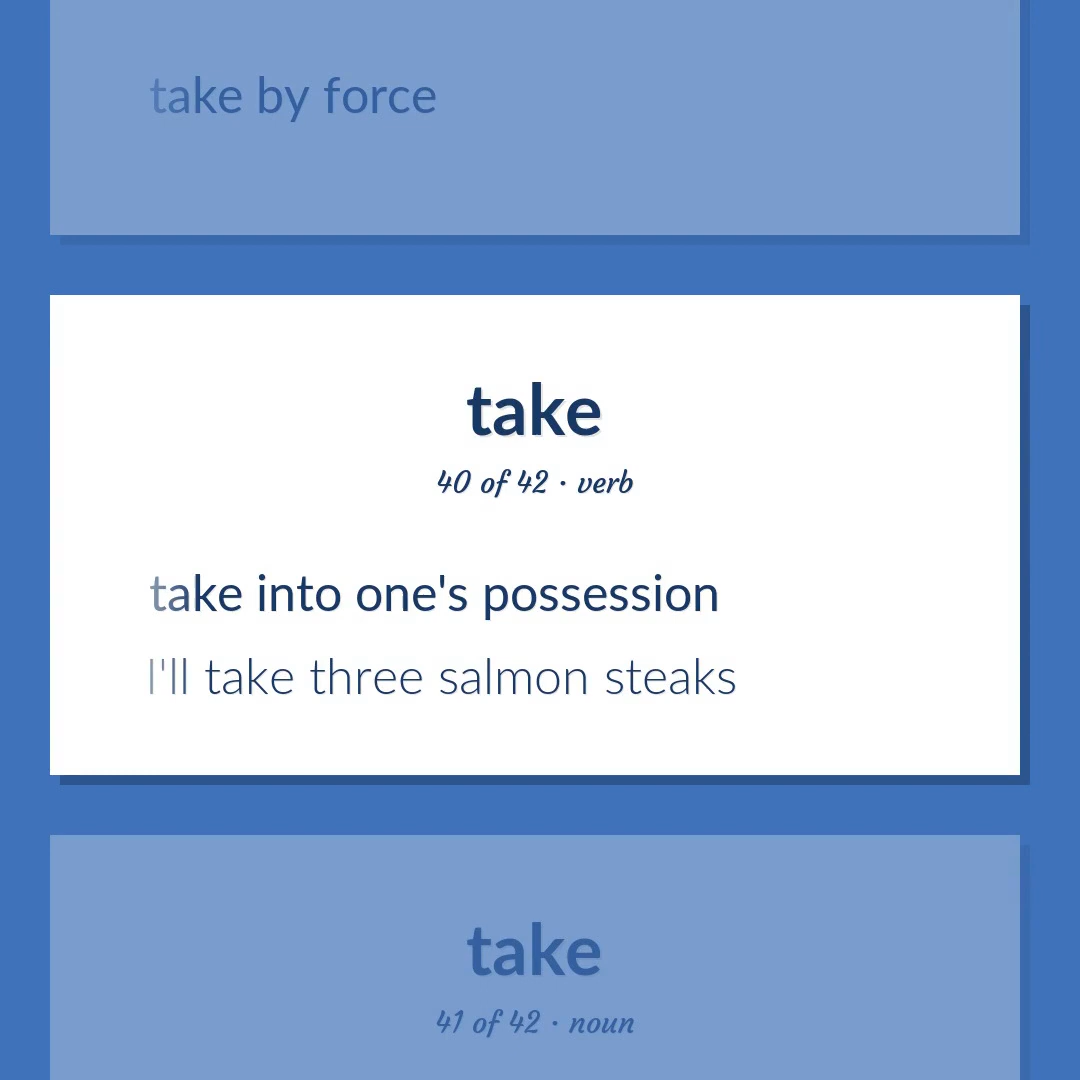 take by force
take
40 of 42 · verb
take into one's possession
I'll take three salmon steaks
take
41 of 42 · noun